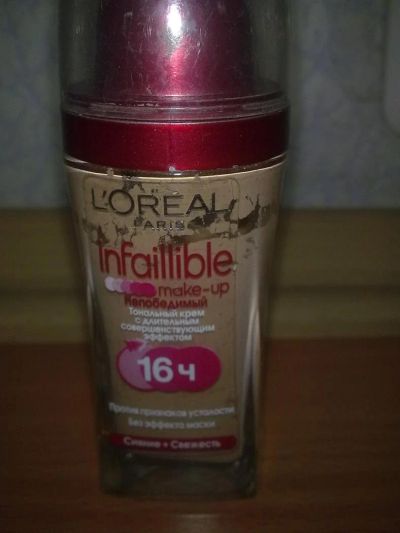 L'ORÉAL
PARIS
infaillible
make-up
Непобедимый
Тональный крем
с длительным
совершенствующим
эффектом
16ч
Против признаков усталости
Без эффекта маски
Сияние + Свежесть